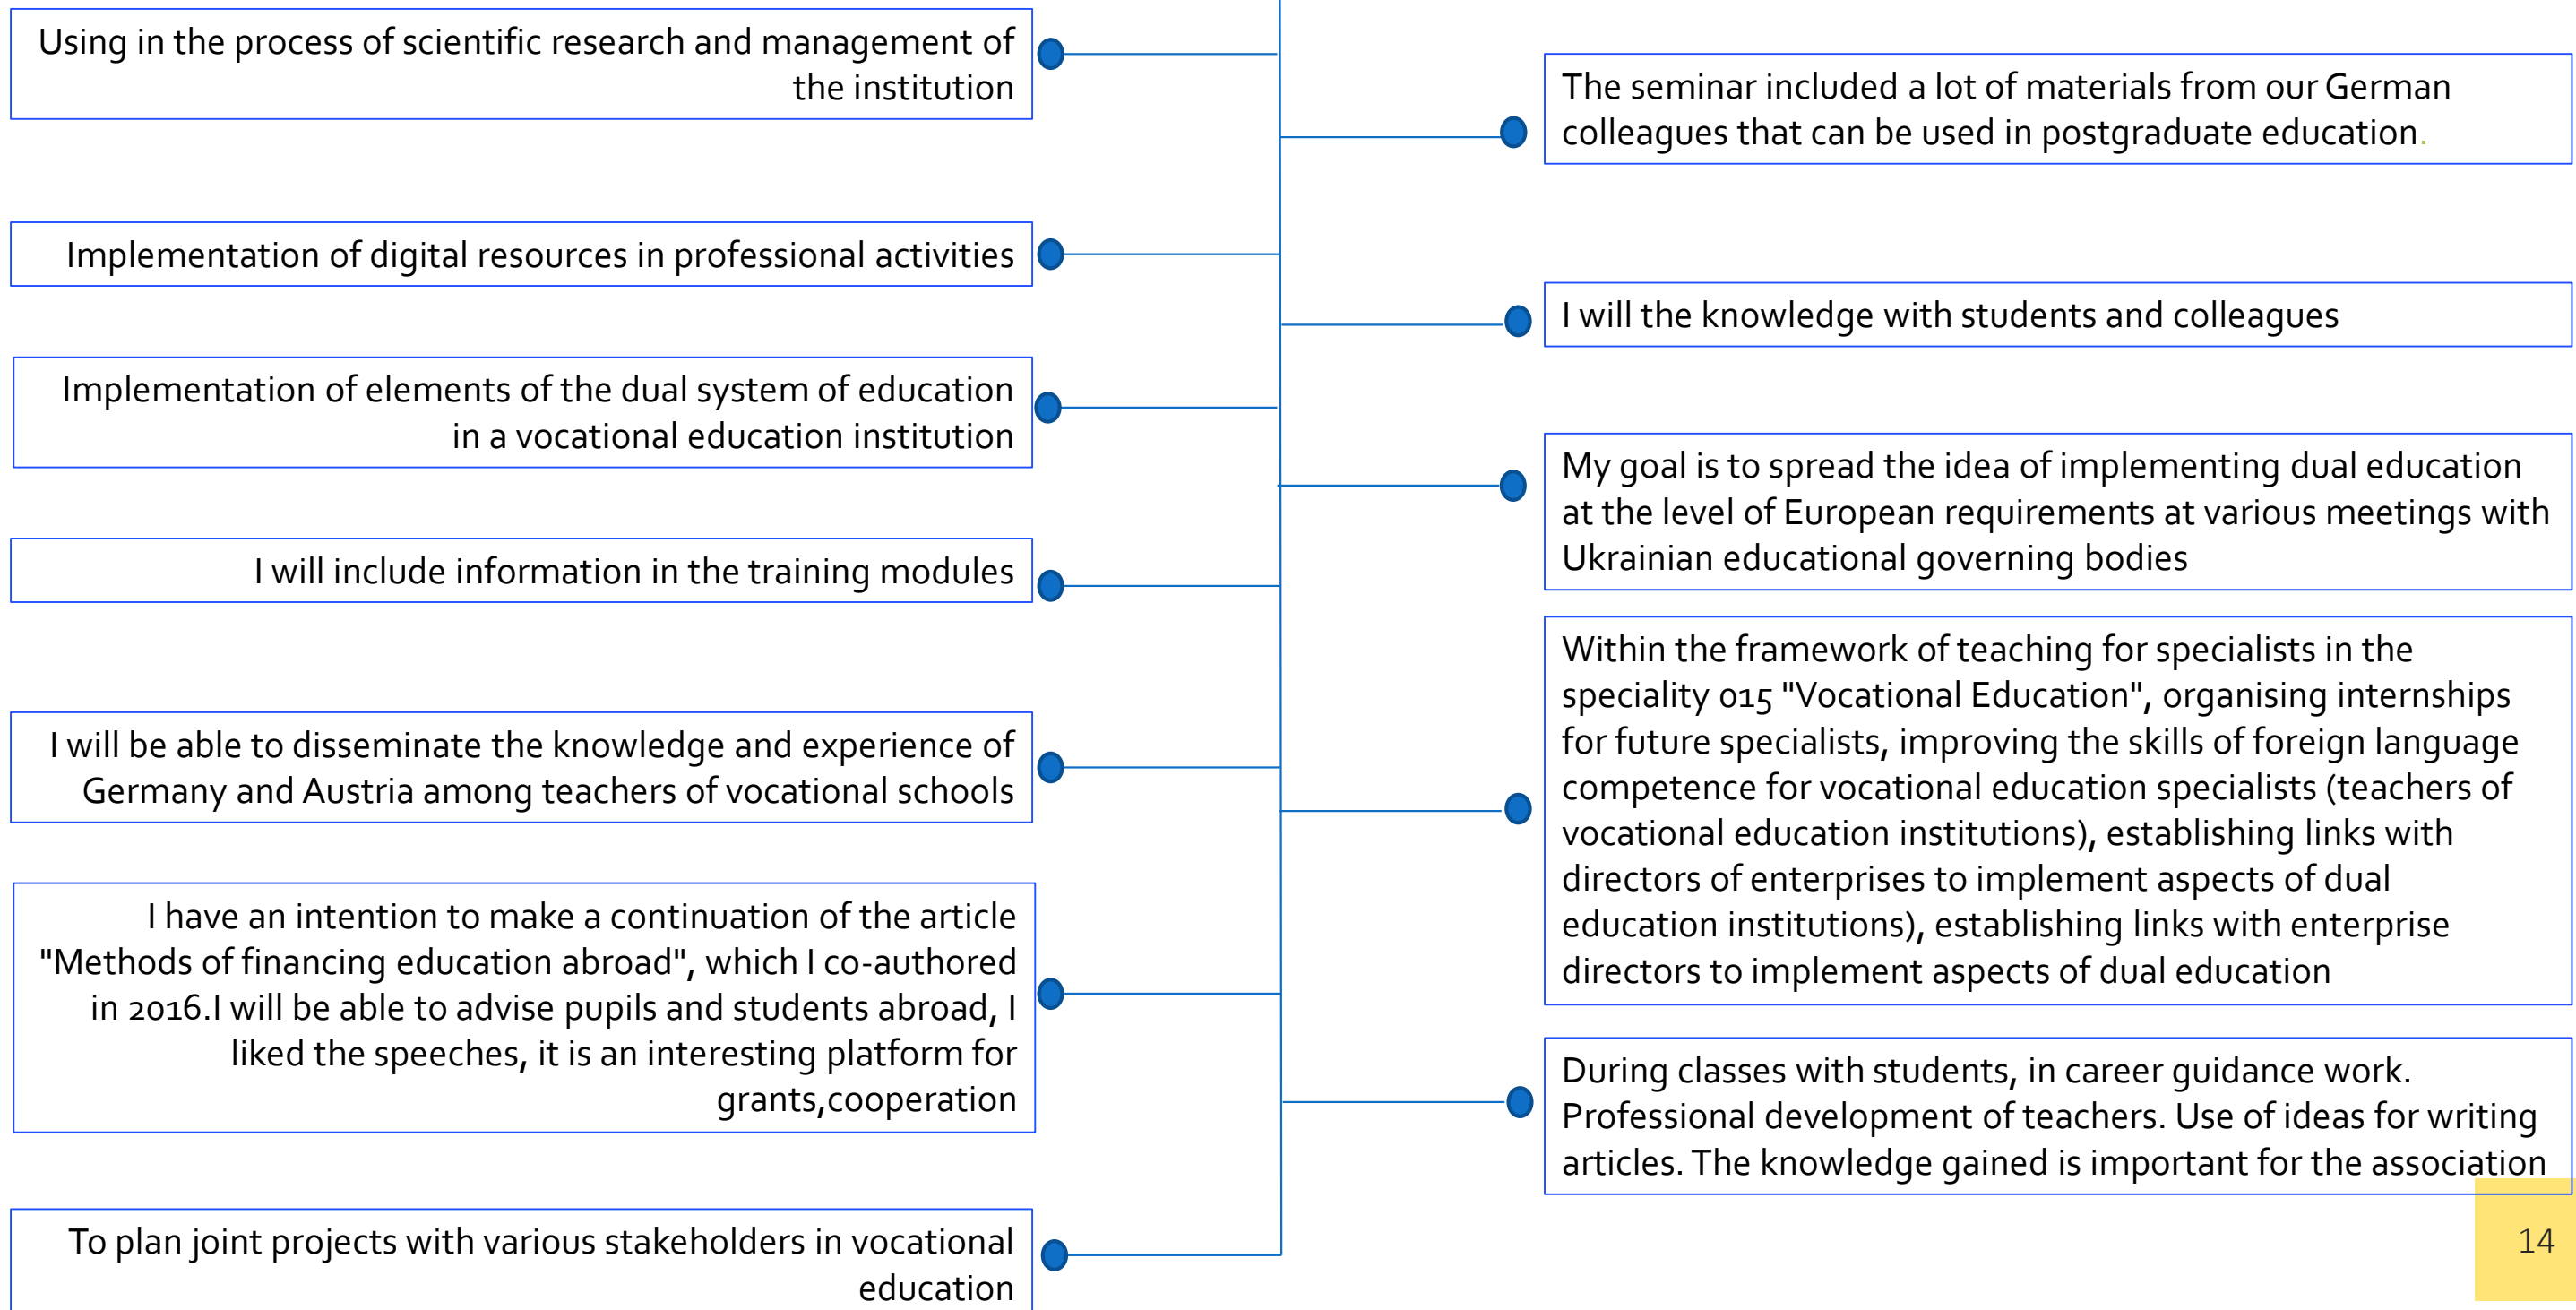 Using in the process of scientific research and management of
the institution
Implementation of digital resources in professional activities
Implementation of elements of the dual system of education
in a vocational education institution
I will include information in the training modules
I will be able to disseminate the knowledge and experience of
Germany and Austria among teachers of vocational schools
I have an intention to make a continuation of the article
"Methods of financing education abroad", which I co-authored
in 2016.I will be able to advise pupils and students abroad, I
liked the speeches, it is an interesting platform for
grants,cooperation
To plan joint projects with various stakeholders in vocational
education
The seminar included a lot of materials from our German
colleagues that can be used in postgraduate education.
I will the knowledge with students and colleagues
My goal is to spread the idea of implementing dual education
at the level of European requirements at various meetings with
Ukrainian educational governing bodies
Within the framework of teaching for specialists in the
speciality 015 "Vocational Education", organising internships
for future specialists, improving the skills of foreign language
competence for vocational education specialists (teachers of
vocational education institutions), establishing links with
directors of enterprises to implement aspects of dual
education institutions), establishing links with enterprise
directors to implement aspects of dual education
During classes with students, in career guidance work.
Professional development of teachers. Use of ideas for writing
articles. The knowledge gained is important for the association
14